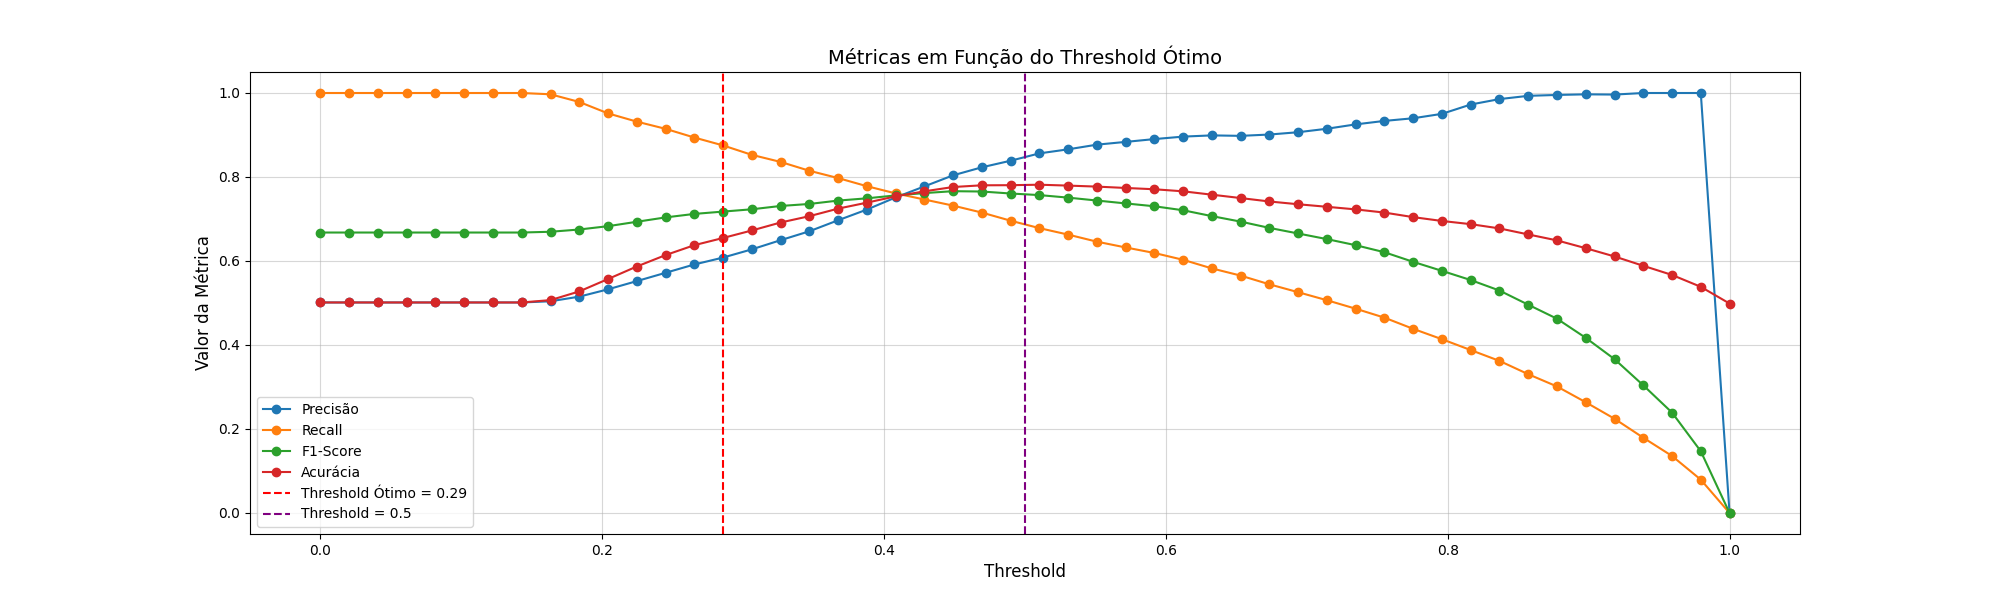 Métricas em Função do Threshold Ótimo
Valor da Métrica
1.0
0.8
0.6
0.4
0.2
0.0
Precisão
Recall
F1-Score
Acurácia
Threshold Ótimo = 0.29
Threshold = 0.5
0.0 0.2 0.4 0.6 0.8 1.0
Threshold